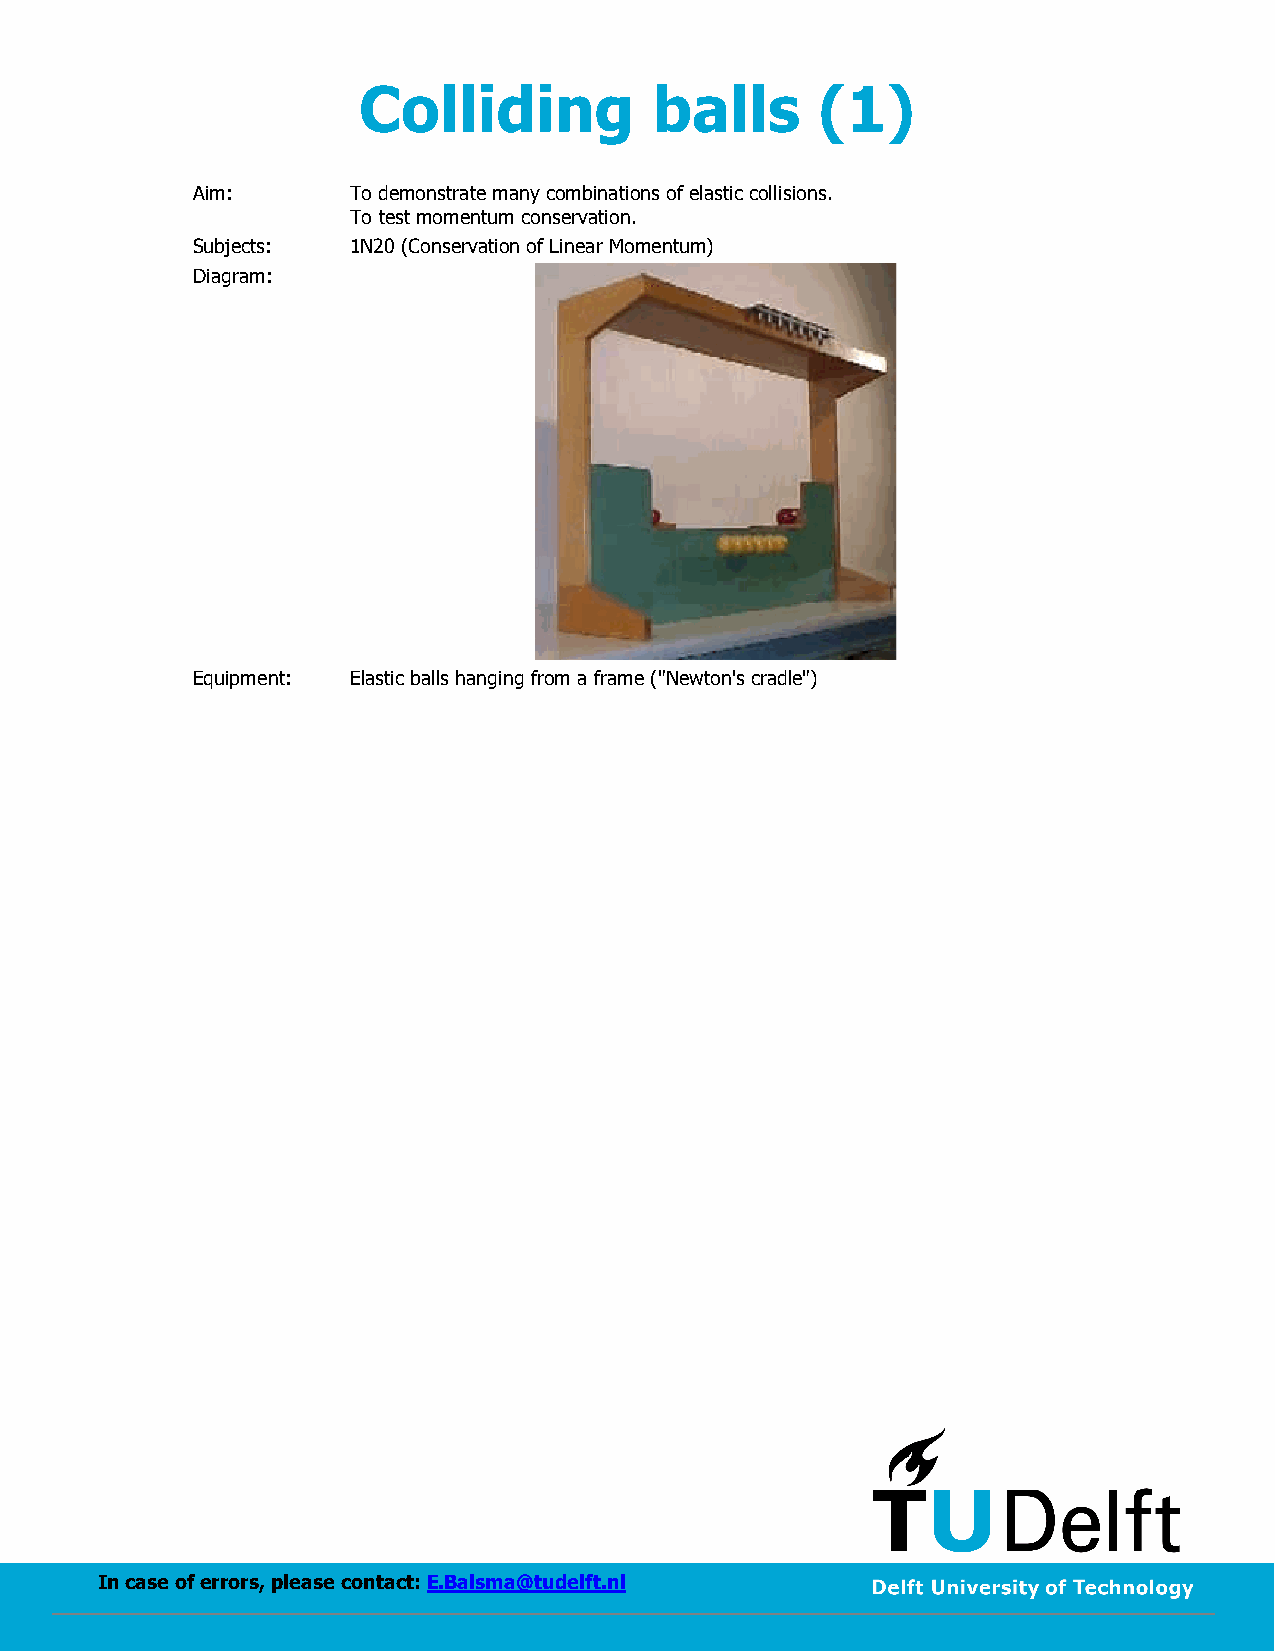 Colliding balls (1)
Aim: To demonstrate many combinations of elastic collisions.
To test momentum conservation.
Subjects: 1N20 (Conservation of Linear Momentum)
Diagram:
Equipment: Elastic balls hanging from a frame ("Newton's cradle")
TUDelft
In case of errors, please contact: E.Balsma@tudelft.nl
Delft University of Technology